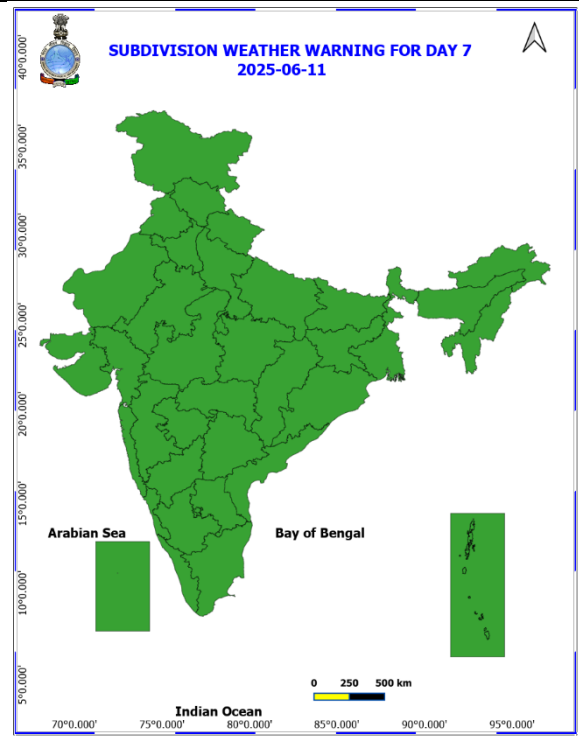 SUBDIVISION WEATHER WARNING FOR DAY 7
2025-06-11
40°0.000'
35°0.000'
30°0.000'
25°0.000'
20°0.000'
15°0.000'
10°0.000'
5°0.000'
Arabian Sea
Bay of Bengal
0 250 500 km
Indian Ocean
70°0.000' 75°0.000' 80°0.000' 85°0.000' 90°0.000' 95°0.000'